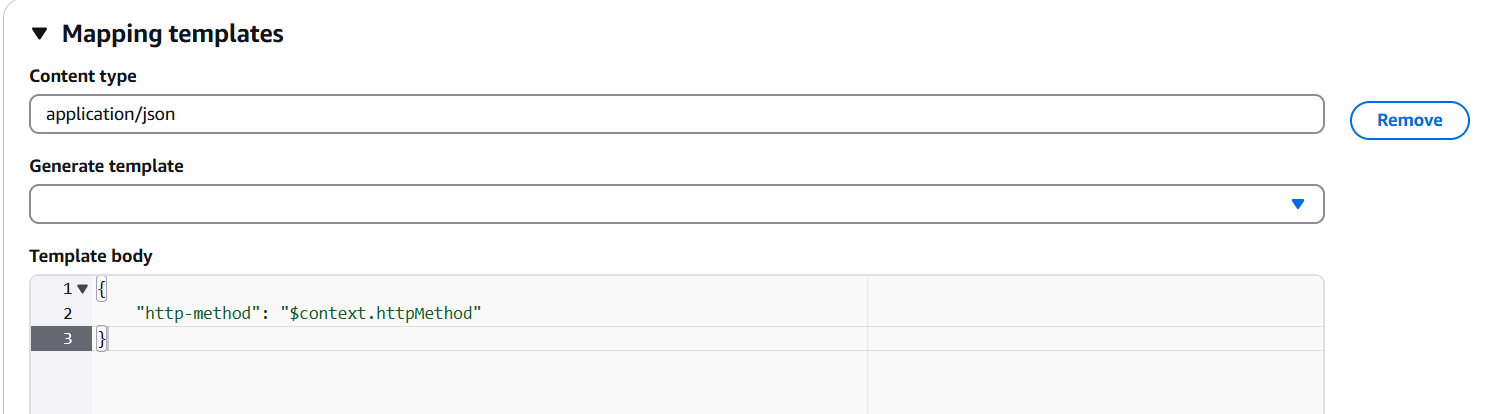 Mapping templates
Content type
application/json
Remove
Generate template
Template body
1 {
2 "http-method": "$context.httpMethod"
3 }